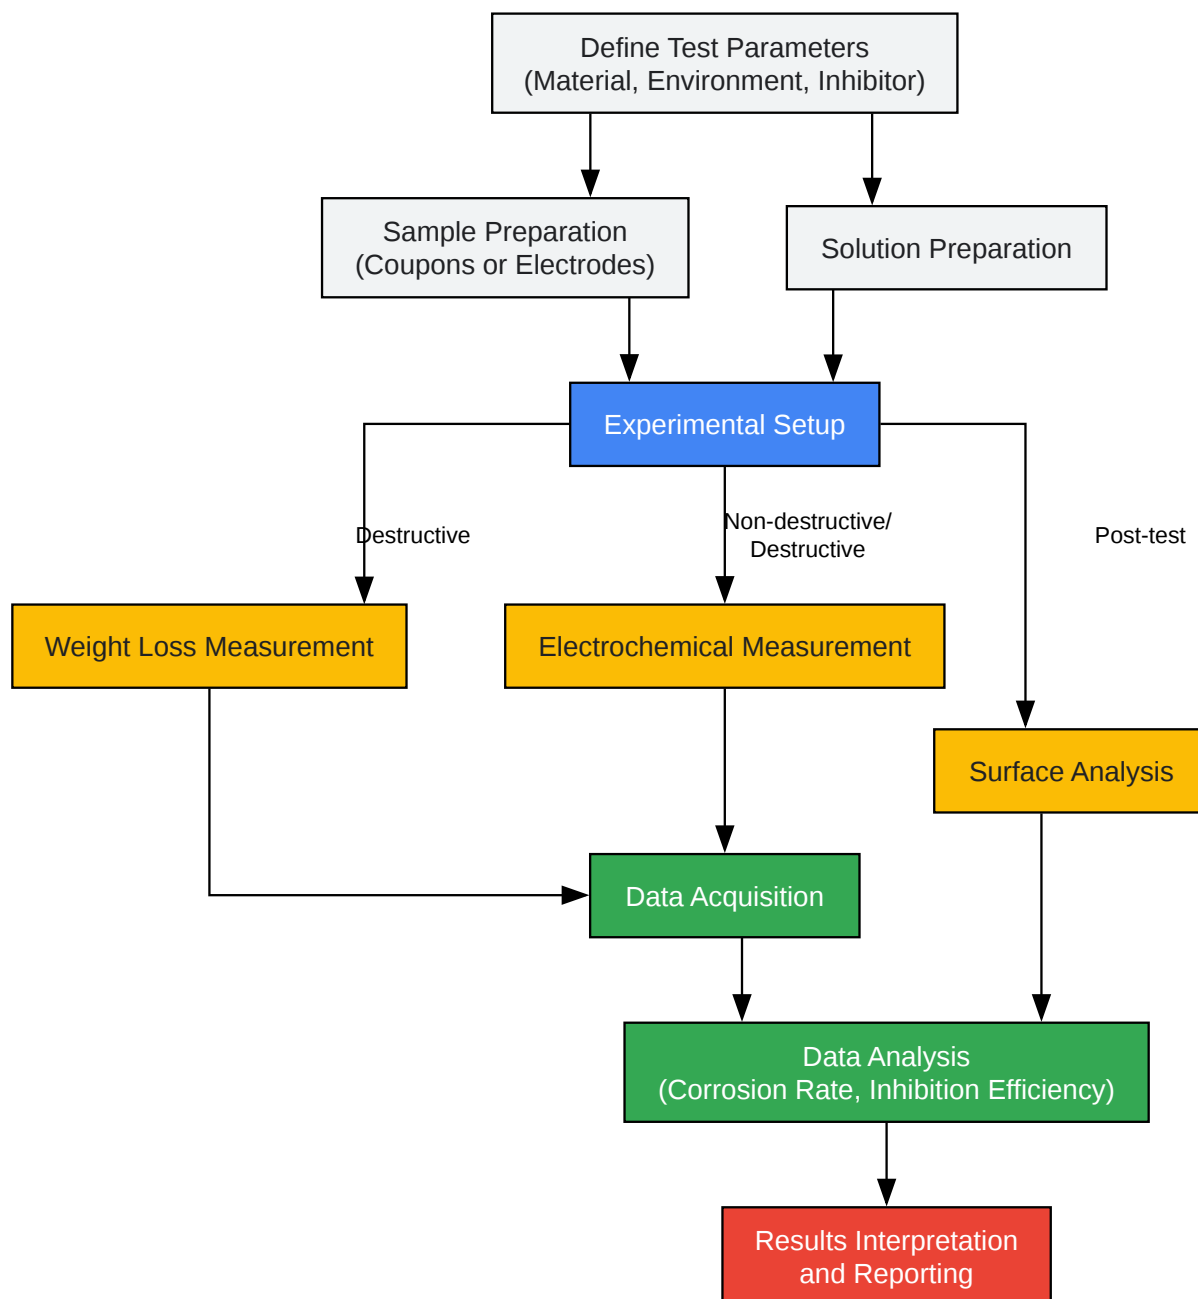 Define Test Parameters
(Material, Environment, Inhibitor)
Sample Preparation
(Coupons or Electrodes)
Solution Preparation
Experimental Setup
Destructive
Non-destructive/
Destructive
Post-test
Weight Loss Measurement
Electrochemical Measurement
Surface Analysis
Data Acquisition
Data Analysis
(Corrosion Rate, Inhibition Efficiency)
Results Interpretation
and Reporting